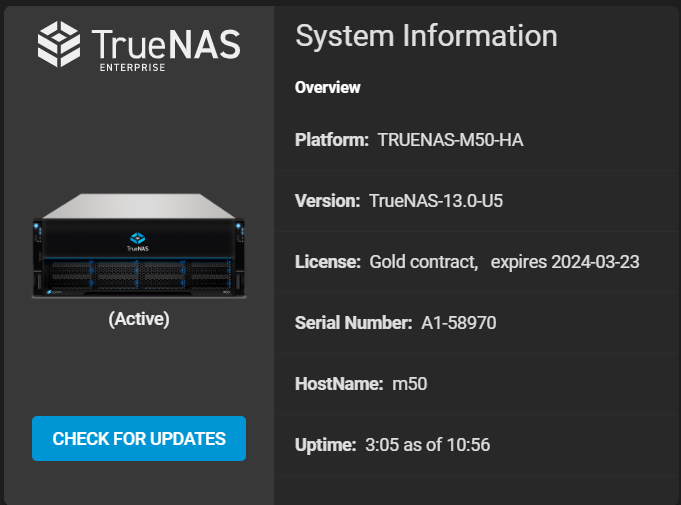 TrueNAS
ENTERPRISE
TrueNAS
(Active)
CHECK FOR UPDATES
System Information
Overview
Platform: TRUENAS-M50-HA
Version: TrueNAS-13.0-U5
License: Gold contract, expires 2024-03-23
Serial Number: A1-58970
HostName: m50
Uptime: 3:05 as of 10:56